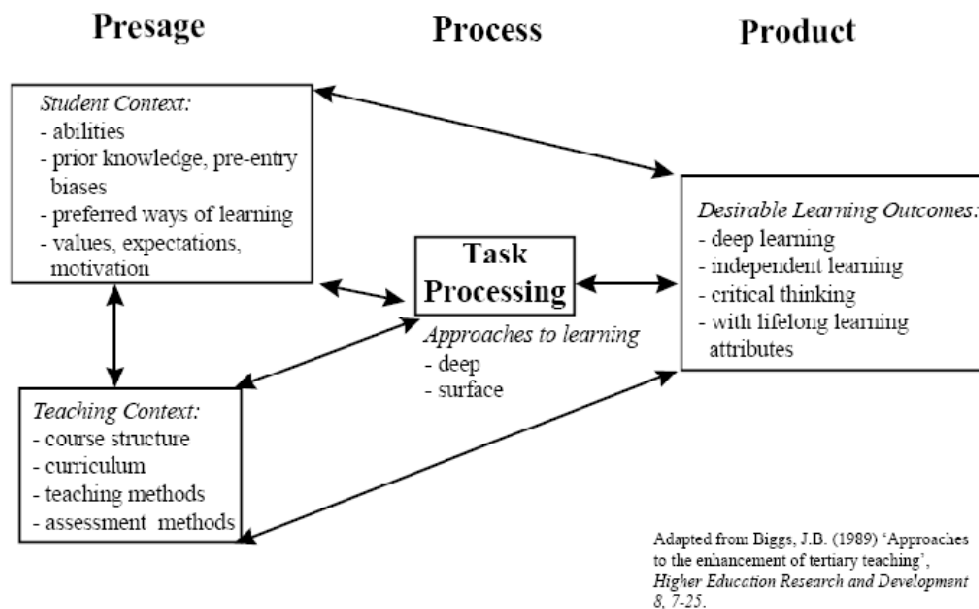 Presage
Process
Product
Student Context:
- abilities
- prior knowledge, pre-entry
biases
- preferred ways of learning
- values, expectations,
motivation
Task
Processing
Approaches to learning
- deep
- surface
Desirable Learning Outcomes:
- deep learning
- independent learning
- critical thinking
- with lifelong learning
attributes
Teaching Context:
- course structure
- curriculum
- teaching methods
- assessment methods
Adapted from Biggs, J.B. (1989) ‘Approaches
to the enhancement of tertiary teaching’,
Higher Education Research and Development
8, 7-25.